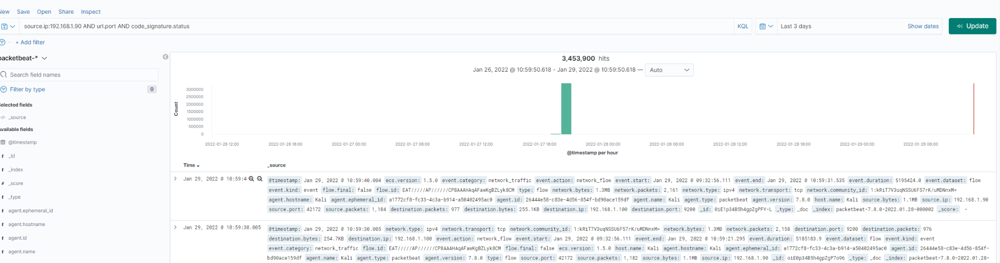 New Save Open Share Inspect
source.ip:192.168.1.90 AND url.port AND code_signature.status KQL Last 3 days Show dates Update
+ Add filter
packetbeat-*
Search field names
Filter by type 0
Selected fields
_source
Available fields
@timestamp
t _id
t _index
# _score
t _type
t agent.ephemeral_id
t agent.hostname
t agent.id
t agent.name
3,453,900 hits
Jan 26, 2022 @ 10:59:50.618 - Jan 29, 2022 @ 10:59:50.618 — Auto
Count
3000000
2500000
2000000
1500000
1000000
500000
0
2022-01-26 12:00 2022-01-26 18:00 2022-01-27 00:00 2022-01-27 06:00 2022-01-27 12:00 2022-01-27 18:00 2022-01-28 00:00 2022-01-28 06:00 2022-01-28 12:00 2022-01-28 18:00 2022-01-29 00:00 2022-01-29 06:00
@timestamp per hour
Time _source
Jan 29, 2022 @ 10:59:4
@timestamp: Jan 29, 2022 @ 10:59:40.004 ecs.version: 1.5.0 event.category: network_traffic event.action: network_flow event.start: Jan 29, 2022 @ 09:32:56.111 event.end: Jan 29, 2022 @ 10:59:31.535 event.duration: 5195424.0 event.dataset: flow
event.kind: event flow.final: false flow.id: EAT/////AP//////CP8AAAHAqAFawKgBZLyk8CM type: flow network.bytes: 1.3MB network.packets: 2,161 network.type: ipv4 network.transport: tcp network.community_id: 1:kRiT7V3uqNSSU6F57rK/uMDNnxM=
agent.hostname: Kali agent.ephemeral_id: a1772cf8-fc33-4c3a-b914-a50402495ac0 agent.id: 26444e58-c83e-4d56-854f-bd90ace159df agent.name: Kali agent.type: packetbeat agent.version: 7.8.0 host.name: Kali source.bytes: 1.1MB source.ip: 192.168.1.90
source.port: 42172 source.packets: 1,184 destination.packets: 977 destination.bytes: 255.1KB destination.ip: 192.168.1.100 destination.port: 9200 _id: 0iE1p34B5h4gpZgPFY-L _type: _doc _index: packetbeat-7.8.0-2022.01.28-000002 _score: -
Jan 29, 2022 @ 10:59:30.005
@timestamp: Jan 29, 2022 @ 10:59:30.005 network.type: ipv4 network.transport: tcp network.community_id: 1:kRiT7V3uqNSSU6F57rK/uMDNnxM= network.bytes: 1.3MB network.packets: 2,158 destination.port: 9200 destination.packets: 976
destination.bytes: 254.7KB destination.ip: 192.168.1.100 event.action: network_flow event.start: Jan 29, 2022 @ 09:32:56.111 event.end: Jan 29, 2022 @ 10:59:21.295 event.duration: 5185183.9 event.dataset: flow event.kind: event
event.category: network_traffic flow.id: EAT/////AP//////CP8AAAHAqAFawKgBZLyk8CM flow.final: false ecs.version: 1.5.0 host.name: Kali agent.hostname: Kali agent.ephemeral_id: a1772cf8-fc33-4c3a-b914-a50402495ac0 agent.id: 26444e58-c83e-4d56-854f-
bd90ace159df agent.name: Kali agent.type: packetbeat agent.version: 7.8.0 type: flow source.port: 42172 source.packets: 1,182 source.bytes: 1.1MB source.ip: 192.168.1.90 _id: oiE0p34B5h4gpZgP7o96 _type: _doc _index: packetbeat-7.8.0-2022.01.28-